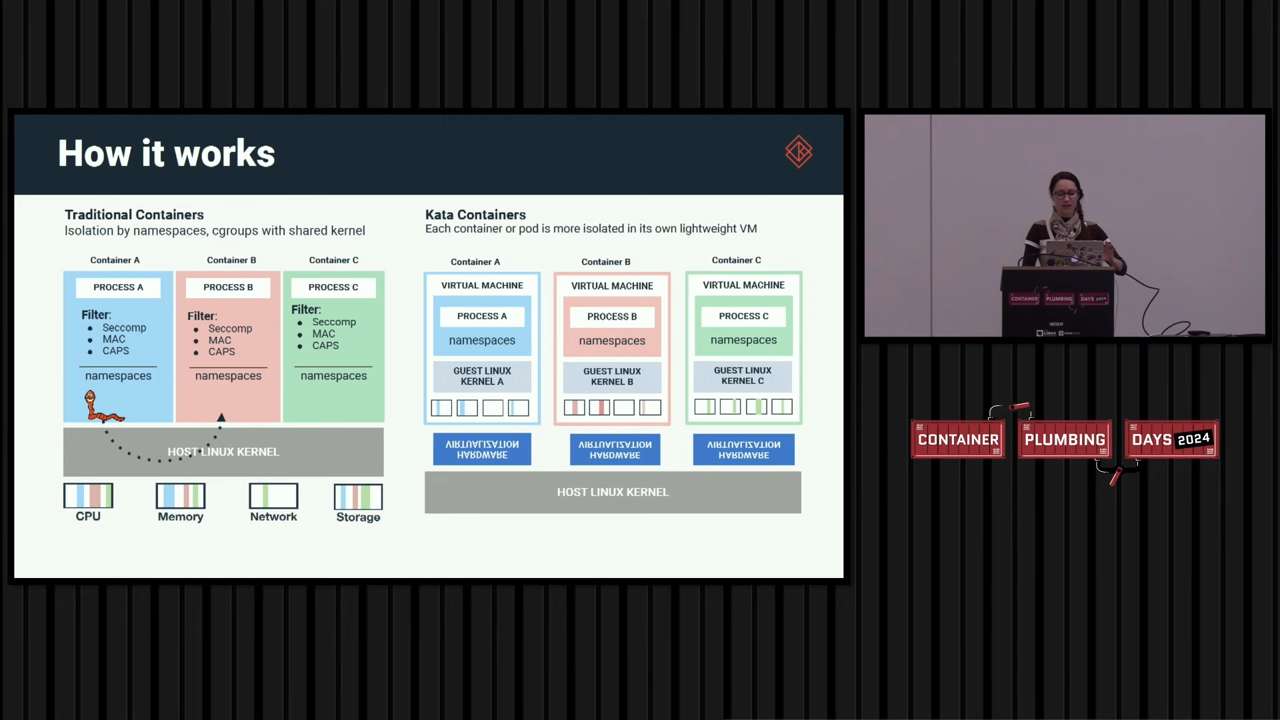 How it works
Traditional Containers
Isolation by namespaces, cgroups with shared kernel
Container A
Container B
Container C
PROCESS A
PROCESS B
PROCESS C
Filter:
Seccomp
MAC
CAPS
namespaces
Filter:
Seccomp
MAC
CAPS
namespaces
Filter:
Seccomp
MAC
CAPS
namespaces
HOST LINUX KERNEL
CPU
Memory
Network
Storage
Kata Containers
Each container or pod is more isolated in its own lightweight VM
Container A
Container B
Container C
VIRTUAL MACHINE
PROCESS A
namespaces
GUEST LINUX
KERNEL A
VIRTUAL MACHINE
PROCESS B
namespaces
GUEST LINUX
KERNEL B
VIRTUAL MACHINE
PROCESS C
namespaces
GUEST LINUX
KERNEL C
VIRTUALIZATION
HARDWARE
VIRTUALIZATION
HARDWARE
VIRTUALIZATION
HARDWARE
HOST LINUX KERNEL
CONTAINER PLUMBING DAYS 2024
CONTAINER PLUMBING DAYS 2024